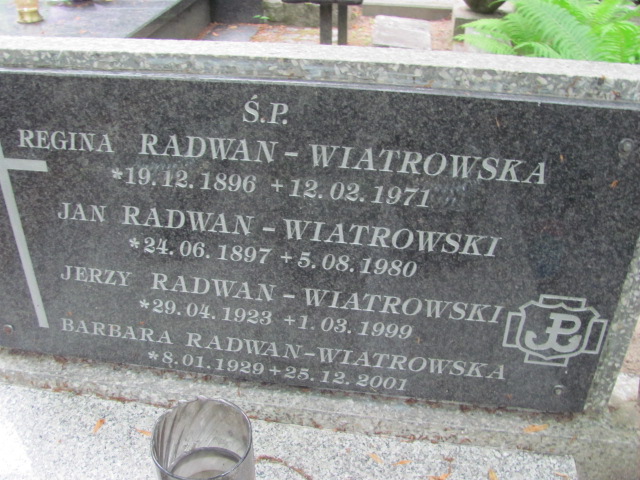 Ś.P.
REGINA RADWAN - WIATROWSKA
*19.12.1896 +12.02.1971
JAN RADWAN - WIATROWSKI
*24.06.1897 +5.08.1980
JERZY RADWAN - WIATROWSKI
*29.04.1923 +1.03.1999
BARBARA RADWAN-WIATROWSKA
*8.01.1929 +25.12.2001